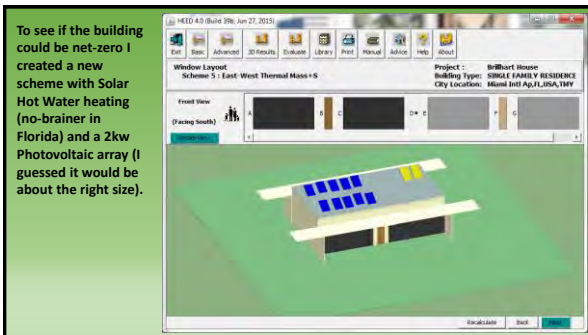 To see if the building
could be net-zero I
created a new
scheme with Solar
Hot Water heating
(no-brainer in
Florida) and a 2kw
Photovoltaic array (I
guessed it would be
about the right size).
HEED 4.0 (Build 39b, Jun 27, 2015)
Exit Basic Advanced 3D Results Evaluate Library Print Manual Advice Help About
Window Layout
Scheme 5 : East-West Thermal Mass+S
Project : Brillhart House
Building Type: SINGLE FAMILY RESIDENCE
City Location: Miami Intl Ap,FL,USA,TMY
Front View
(Facing South)
A B C D* E F G
Recalculate Back Next